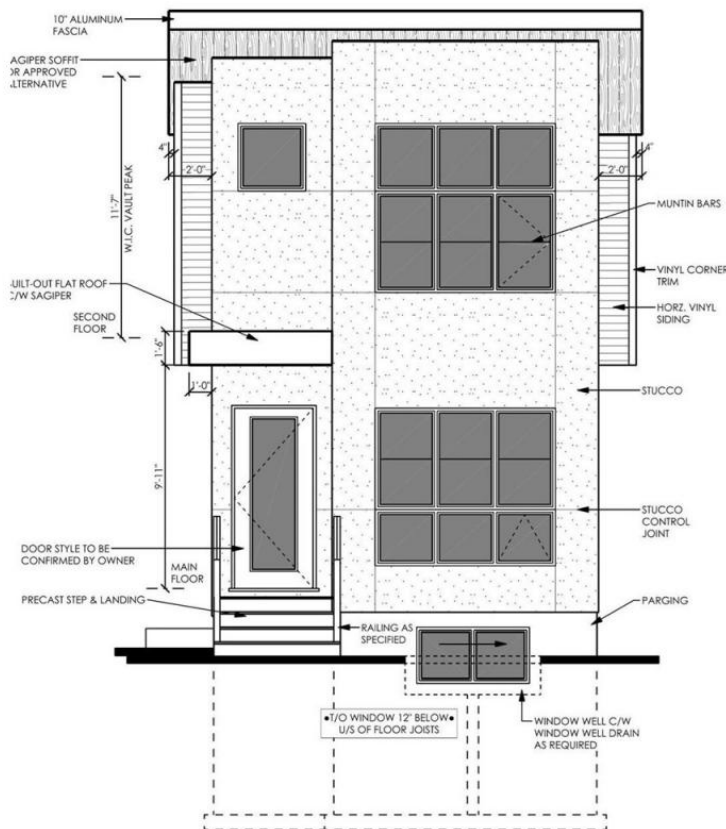 10" ALUMINUM
FASCIA
AGIPER SOFFIT
OR APPROVED
LTERNATIVE
4"
2'-0"
11'-7"
W.I.C. VAULT PEAK
4"
2'-0"
MUNTIN BARS
VINYL CORNER
TRIM
HORZ. VINYL
SIDING
UILT-OUT FLAT ROOF
C/W SAGIPER
SECOND
FLOOR
1'-6"
1'-0"
STUCCO
9'-11"
STUCCO
CONTROL
JOINT
DOOR STYLE TO BE
CONFIRMED BY OWNER
MAIN
FLOOR
PRECAST STEP & LANDING
PARGING
RAILING AS
SPECIFIED
•T/O WINDOW 12" BELOW•
U/S OF FLOOR JOISTS
WINDOW WELL C/W
WINDOW WELL DRAIN
AS REQUIRED